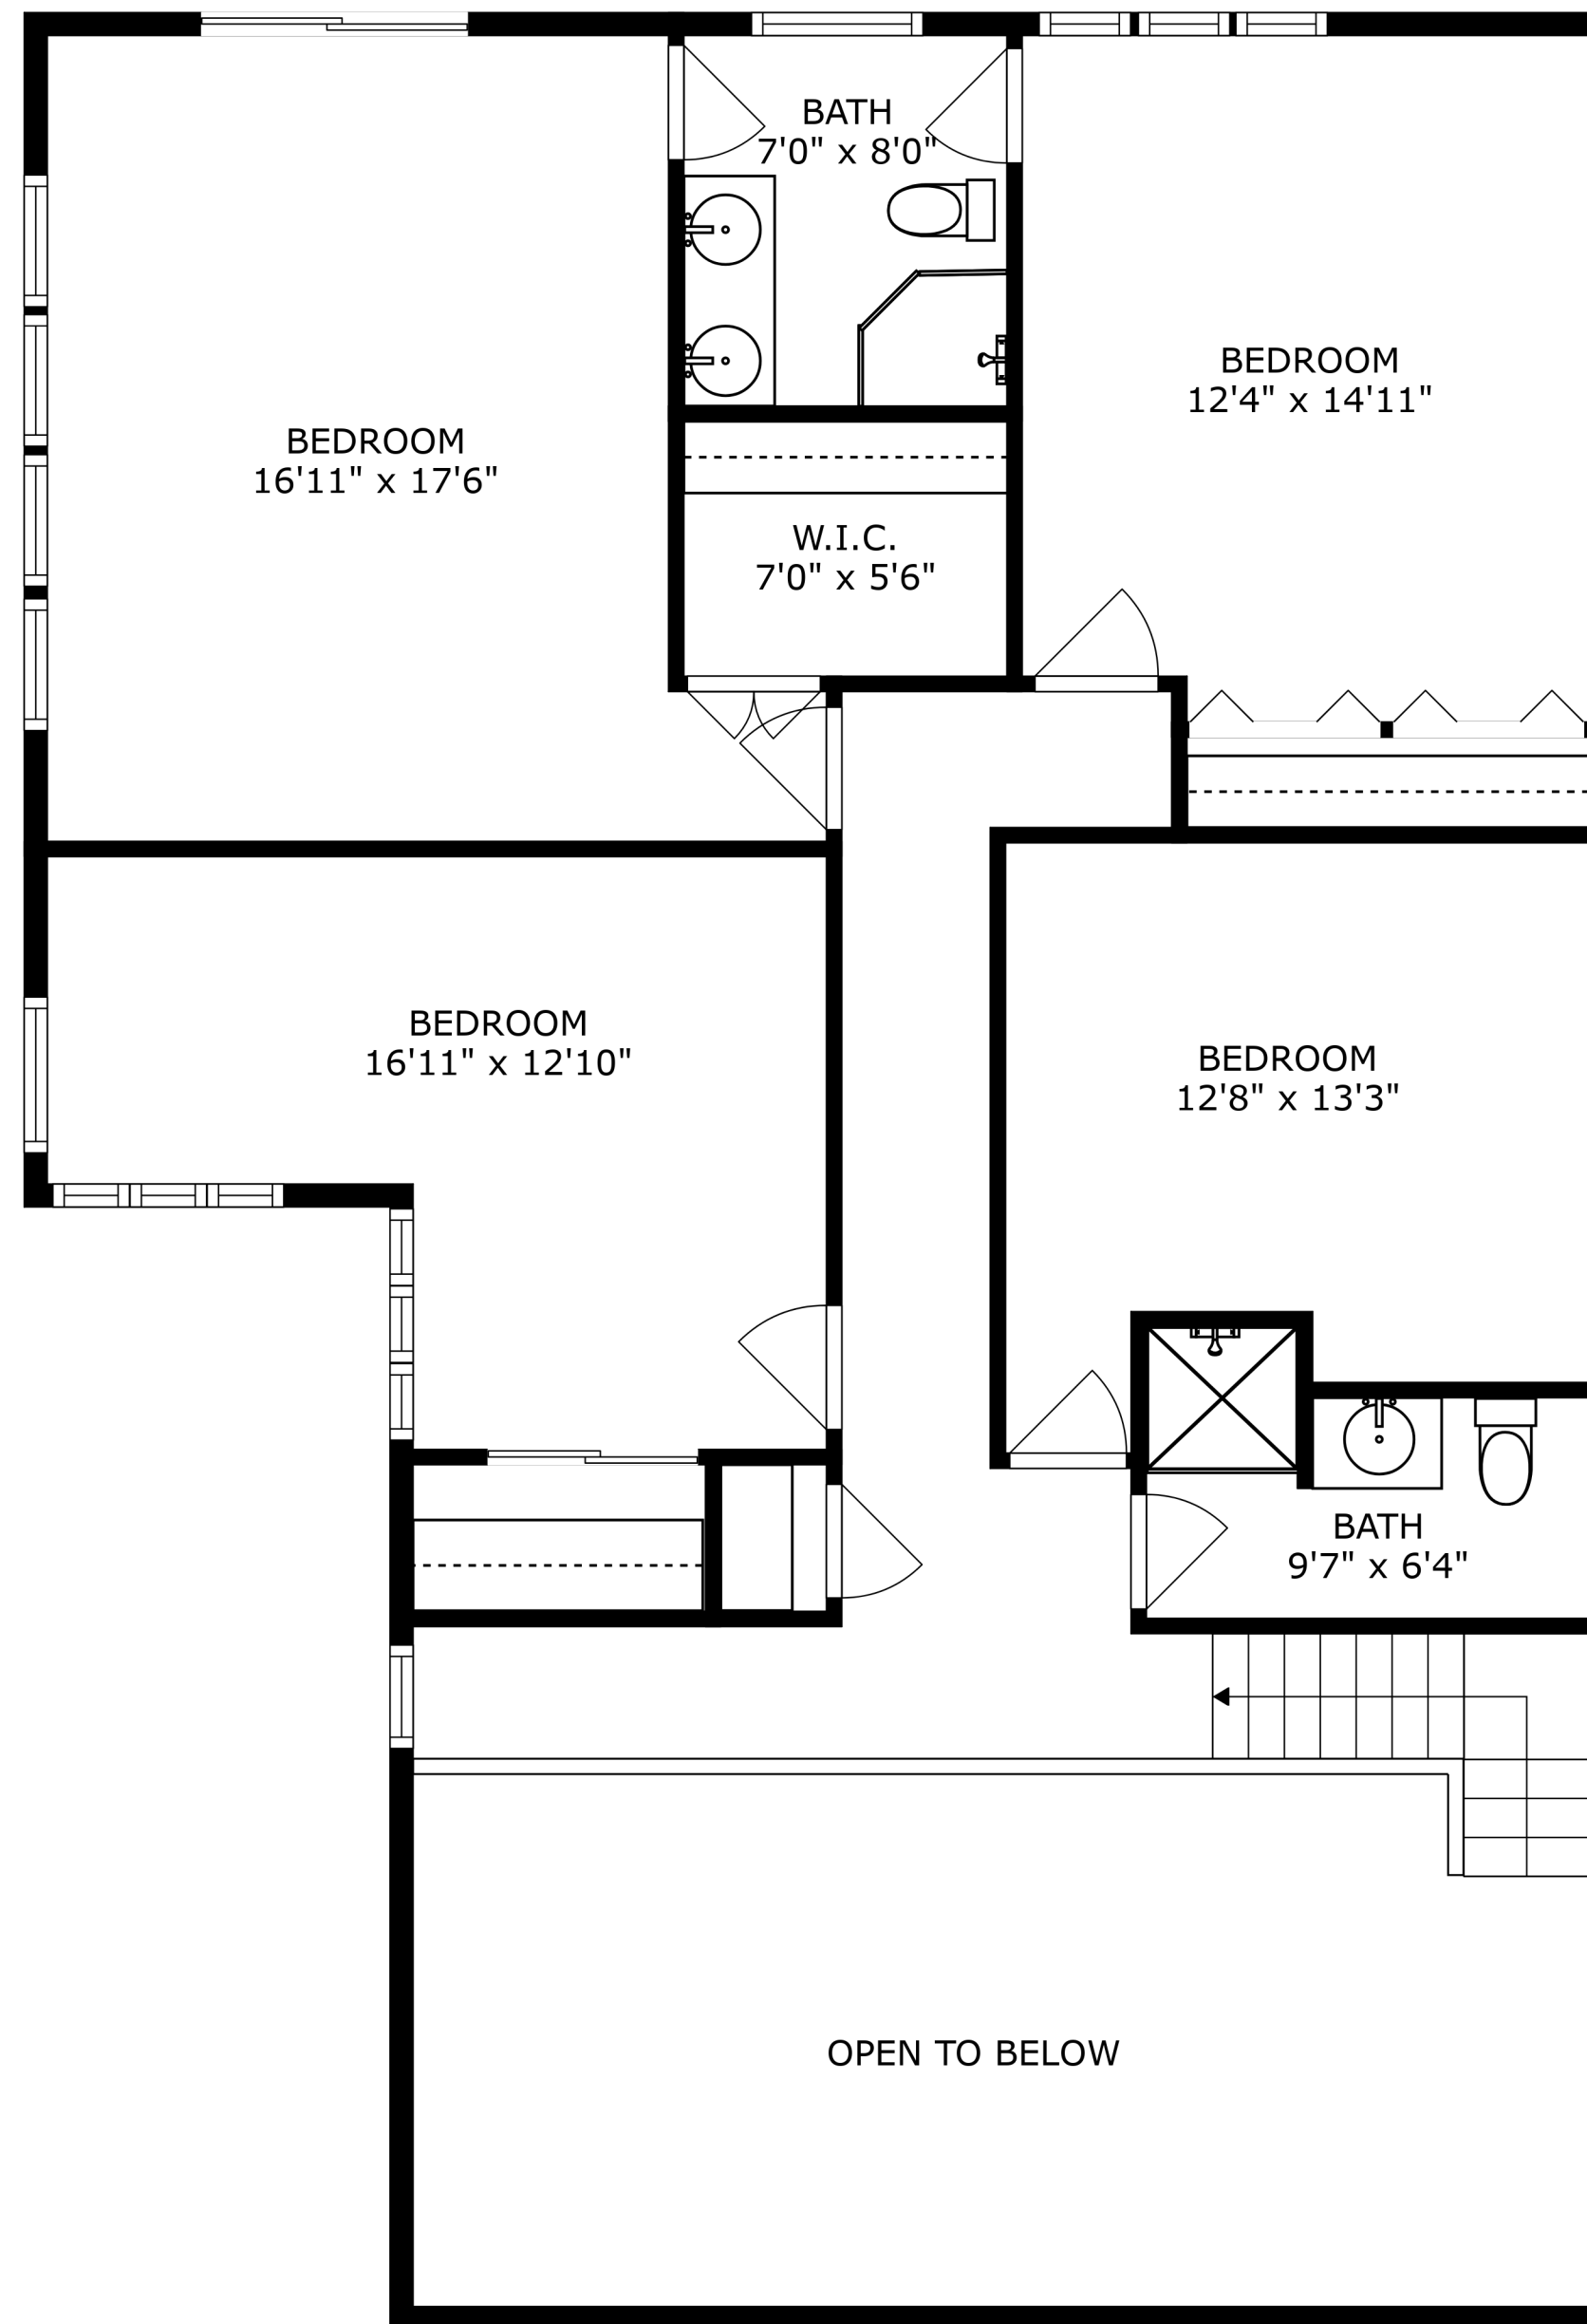 BATH
7'0" x 8'0"
BEDROOM
12'4" x 14'11"
BEDROOM
16'11" x 17'6"
W.I.C.
7'0" x 5'6"
BEDROOM
16'11" x 12'10"
BEDROOM
12'8" x 13'3"
BATH
9'7" x 6'4"
OPEN TO BELOW